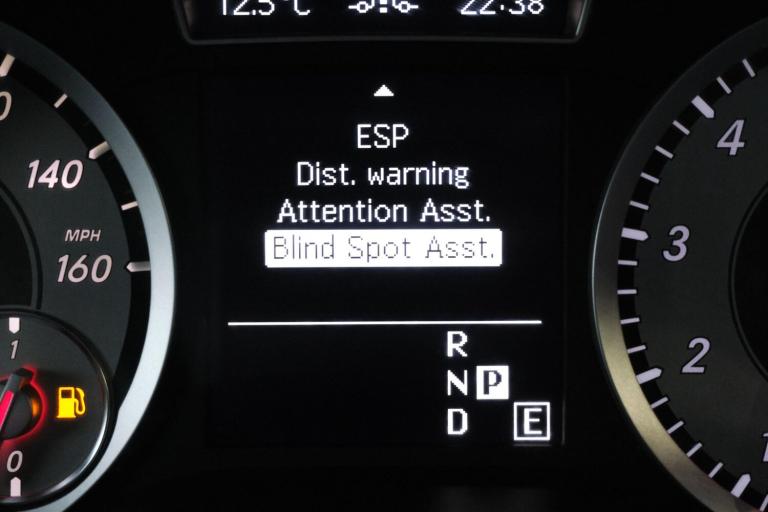 12.5°C 22:38
ESP
Dist. warning
Attention Asst.
Blind Spot Asst.
R
N P
D E
140
MPH
160
1
0
4
3
2
1